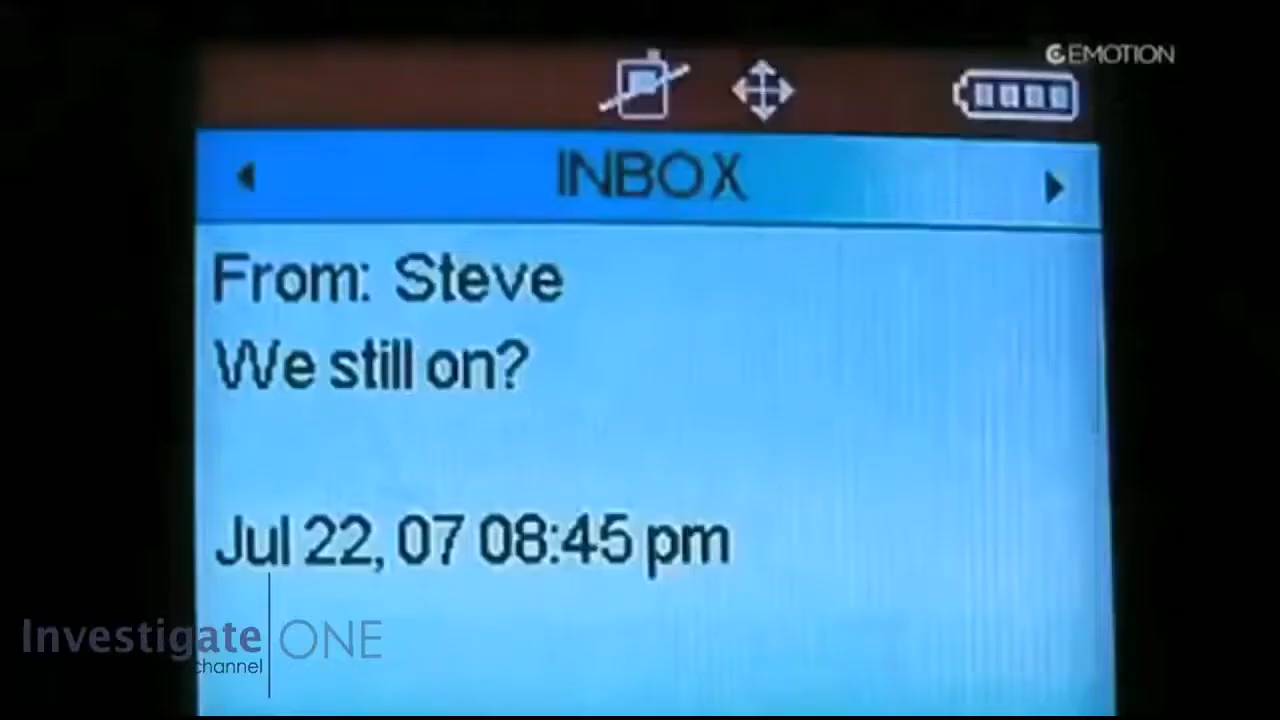 EMOTION
INBOX
From: Steve
We still on?
Jul 22, 07 08:45 pm
Investigate ONE
channel